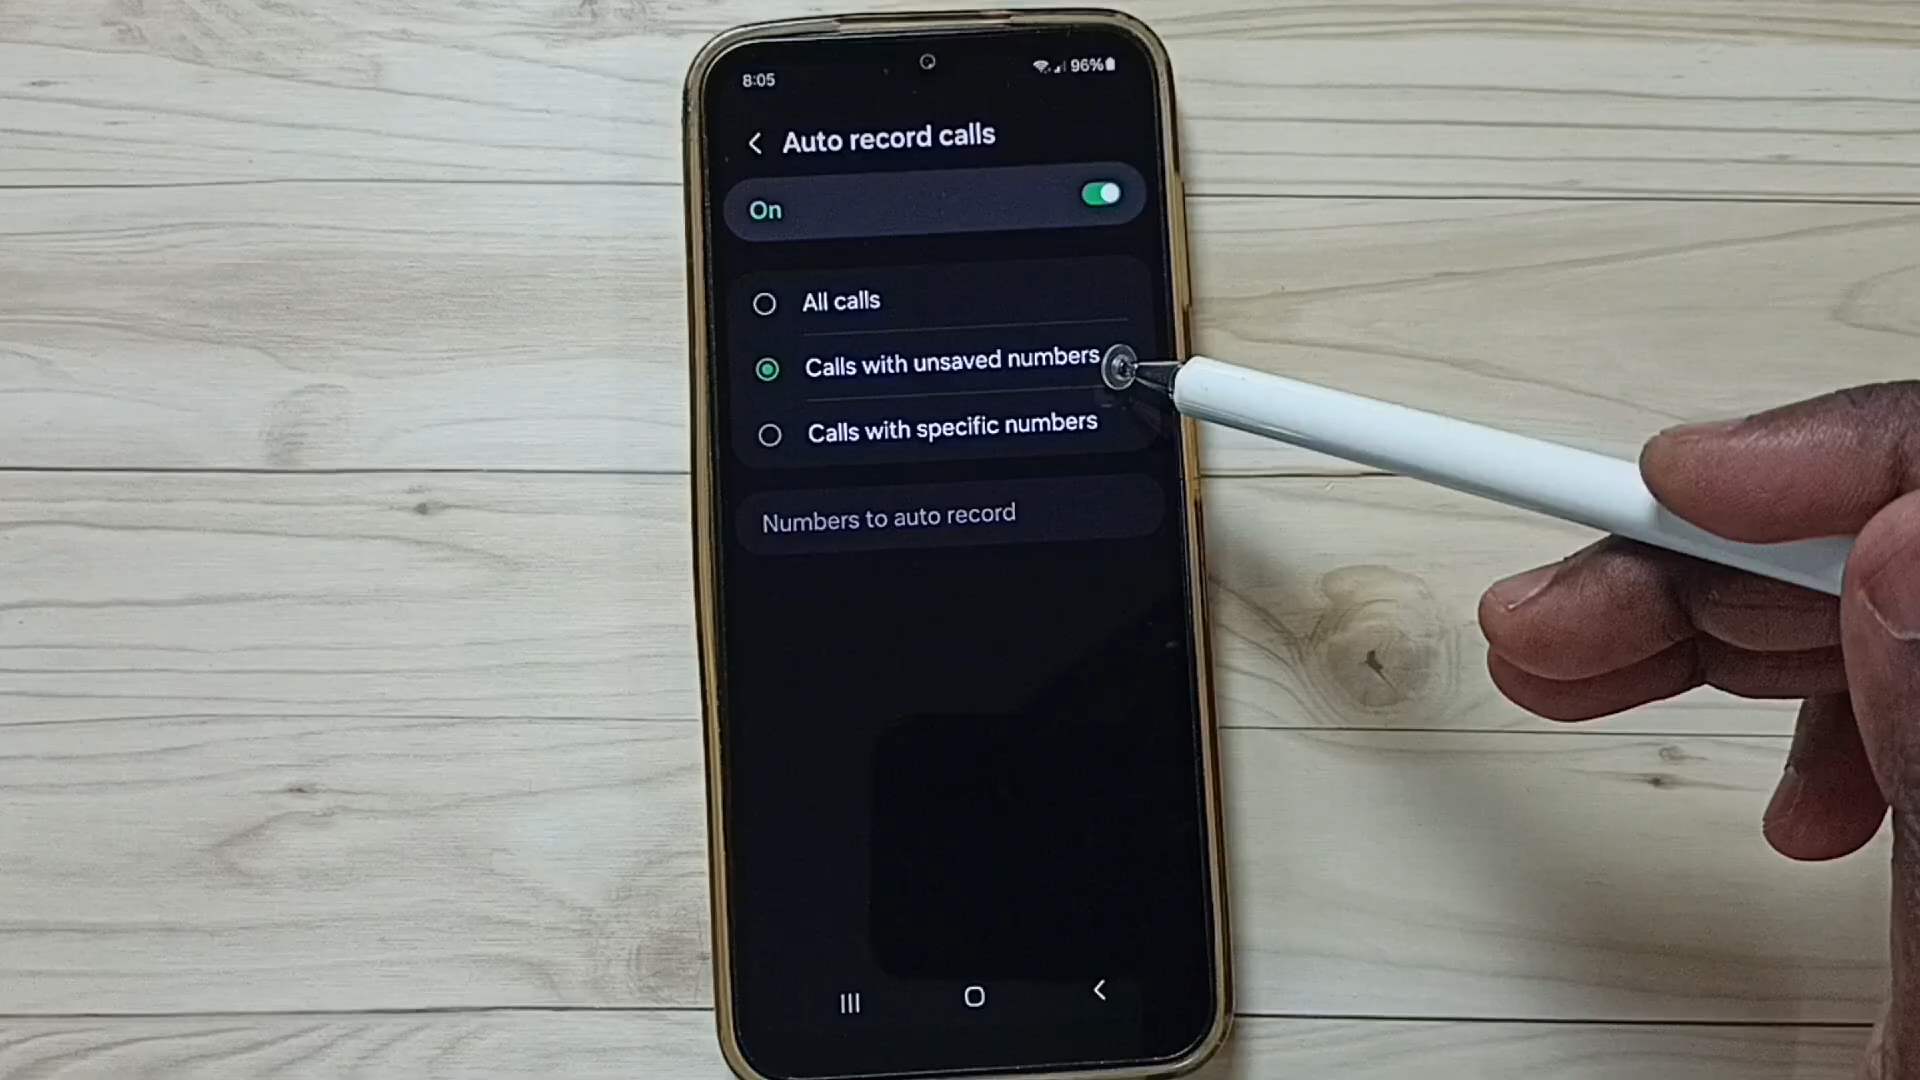 8:05
96%
Auto record calls
On
All calls
Calls with unsaved numbers
Calls with specific numbers
Numbers to auto record